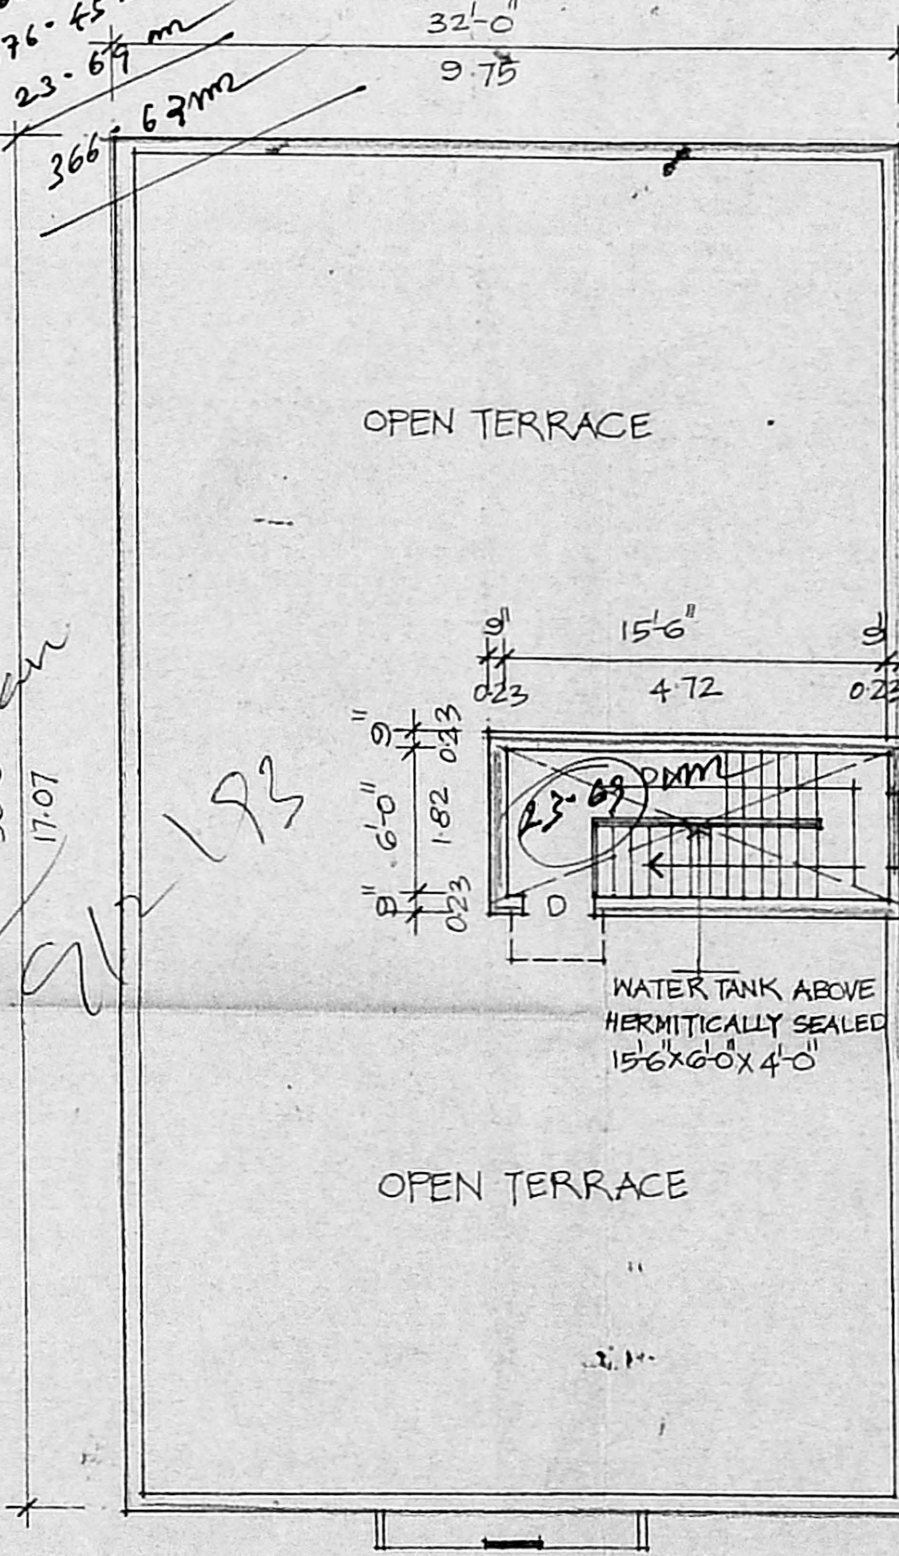 76-45
32'-0"
23-69 m
9.75
366
OPEN TERRACE
9" 15'-6" 9"
0.23 4.72 0.23
9" 0.23
6'-0" 1.82
9" 0.23
17.07
193
23-69
D
WATER TANK ABOVE
HERMITICALLY SEALED
15'-6"X6'-0"X4'-0"
OPEN TERRACE